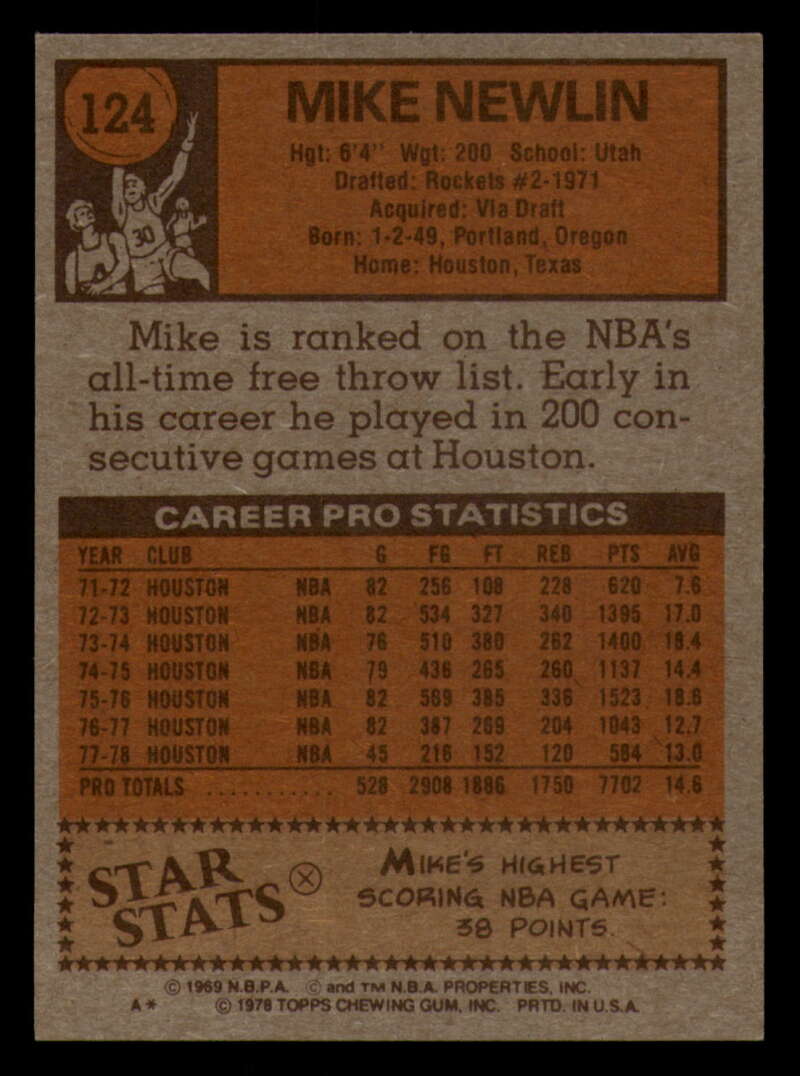 124
MIKE NEWLIN
Hgt: 6'4" Wgt: 200 School: Utah
Drafted: Rockets #2-1971
Acquired: Via Draft
Born: 1-2-49, Portland, Oregon
Home: Houston, Texas
30
Mike is ranked on the NBA's
all-time free throw list. Early in
his career he played in 200 con-
secutive games at Houston.
CAREER PRO STATISTICS
YEAR CLUB G FG FT REB PTS AVG
71-72 HOUSTON NBA 82 256 108 228 620 7.6
72-73 HOUSTON NBA 82 534 327 340 1395 17.0
73-74 HOUSTON NBA 76 510 380 262 1400 18.4
74-75 HOUSTON NBA 79 436 265 260 1137 14.4
75-76 HOUSTON NBA 82 569 385 336 1523 18.6
76-77 HOUSTON NBA 82 387 269 204 1043 12.7
77-78 HOUSTON NBA 45 216 152 120 584 13.0
PRO TOTALS ........... 528 2908 1886 1750 7702 14.6
STAR
STATS
MIKE'S HIGHEST
SCORING NBA GAME:
38 POINTS.
© 1969 N.B.P.A. © and TM N.B.A. PROPERTIES, INC.
A* © 1978 TOPPS CHEWING GUM, INC. PRTD. IN U.S.A.